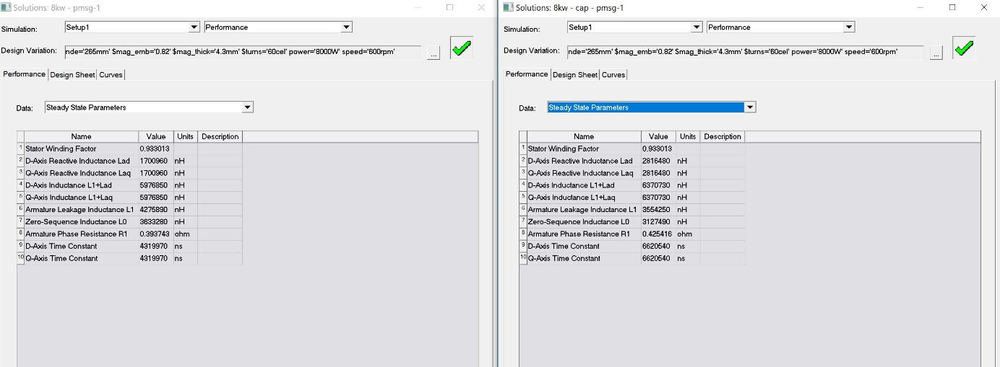 Solutions: 8kw - pmsg-1
Simulation: Setup1 Performance
Design Variation: nde='265mm' $mag_emb='0.82' $mag_thick='4.3mm' $turns='60cel' power='8000W' speed='600rpm' ...
Performance Design Sheet Curves
Data: Steady State Parameters
Name Value Units Description
1 Stator Winding Factor 0.933013
2 D-Axis Reactive Inductance Lad 1700960 nH
3 Q-Axis Reactive Inductance Laq 1700960 nH
4 D-Axis Inductance L1+Lad 5976850 nH
5 Q-Axis Inductance L1+Laq 5976850 nH
6 Armature Leakage Inductance L1 4275890 nH
7 Zero-Sequence Inductance L0 3633280 nH
8 Armature Phase Resistance R1 0.393743 ohm
9 D-Axis Time Constant 4319970 ns
10 Q-Axis Time Constant 4319970 ns
Solutions: 8kw - cap - pmsg-1
Simulation: Setup1 Performance
Design Variation: nde='265mm' $mag_emb='0.82' $mag_thick='4.3mm' $turns='60cel' power='8000W' speed='600rpm' ...
Performance Design Sheet Curves
Data: Steady State Parameters
Name Value Units Description
1 Stator Winding Factor 0.933013
2 D-Axis Reactive Inductance Lad 2816480 nH
3 Q-Axis Reactive Inductance Laq 2816480 nH
4 D-Axis Inductance L1+Lad 6370730 nH
5 Q-Axis Inductance L1+Laq 6370730 nH
6 Armature Leakage Inductance L1 3554250 nH
7 Zero-Sequence Inductance L0 3127490 nH
8 Armature Phase Resistance R1 0.425416 ohm
9 D-Axis Time Constant 6620540 ns
10 Q-Axis Time Constant 6620540 ns